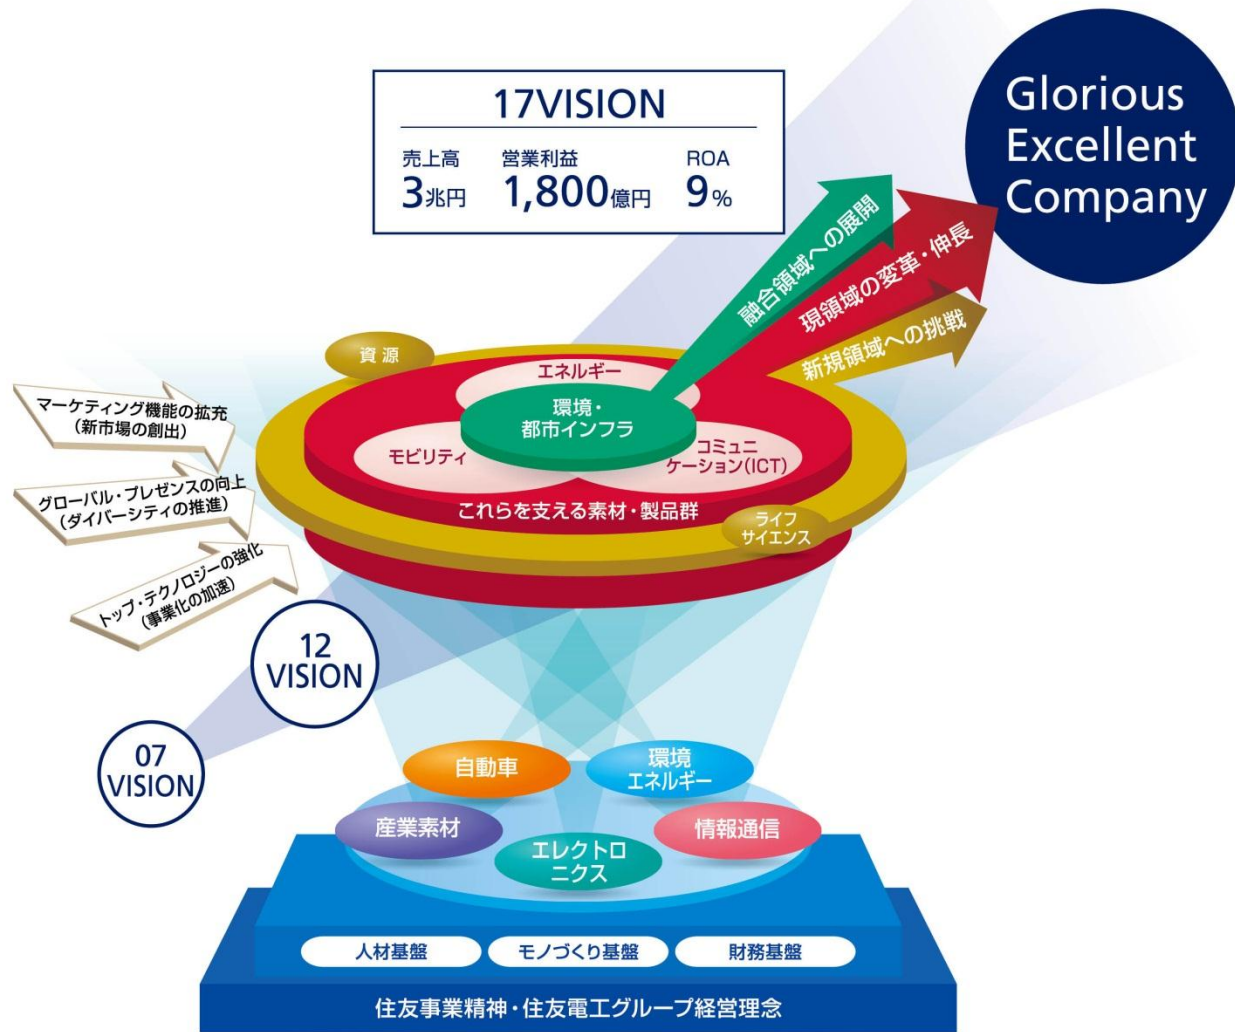 Glorious
Excellent
Company
17VISION
売上高
3兆円
営業利益
1,800億円
ROA
9%
融合領域への展開
現領域の変革・伸長
新規領域への挑戦
資源
エネルギー
環境・
都市インフラ
モビリティ
コミュニ
ケーション(ICT)
これらを支える素材・製品群
ライフ
サイエンス
マーケティング機能の拡充
(新市場の創出)
グローバル・プレゼンスの向上
(ダイバーシティの推進)
トップ・テクノロジーの強化
(事業化の加速)
12
VISION
07
VISION
自動車
環境
エネルギー
産業素材
エレクトロ
ニクス
情報通信
人材基盤
モノづくり基盤
財務基盤
住友事業精神・住友電工グループ経営理念